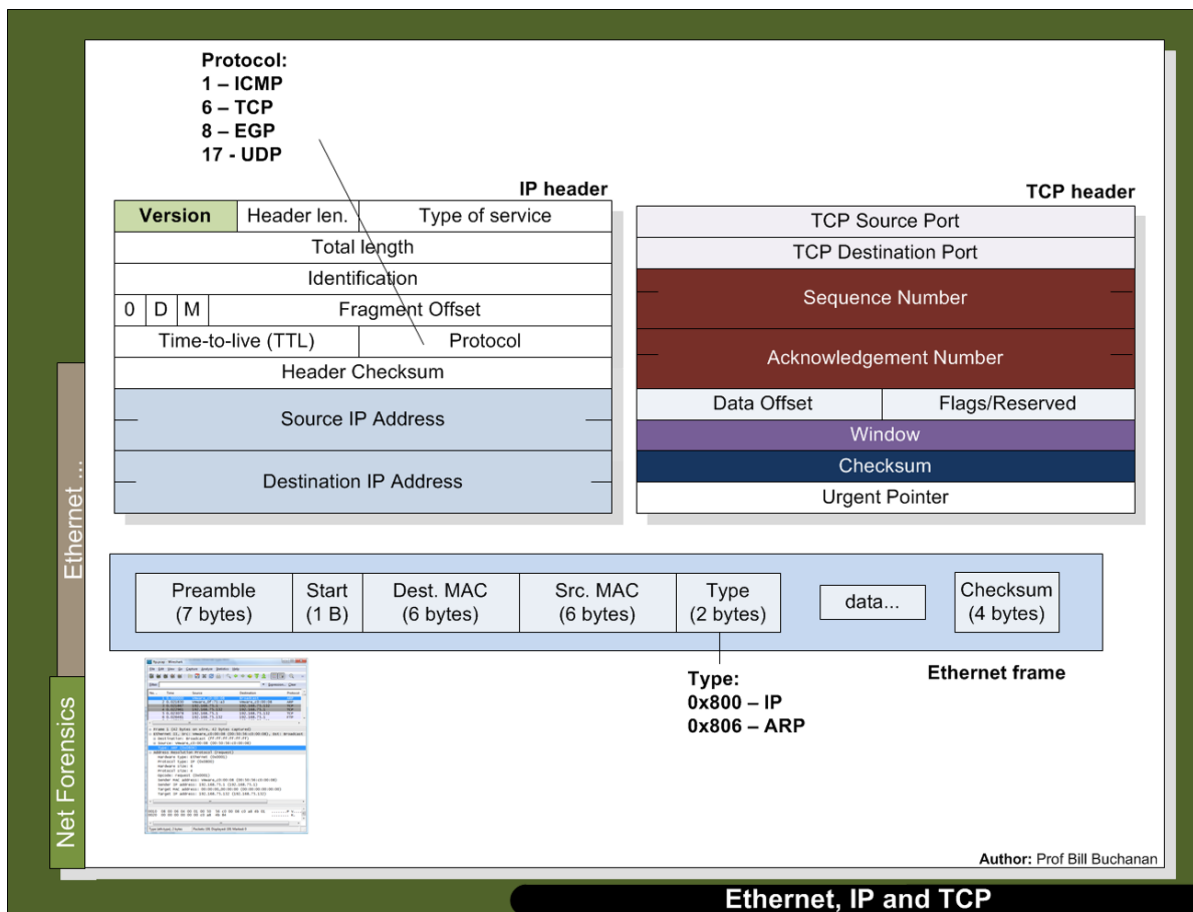 Protocol:
1 – ICMP
6 – TCP
8 – EGP
17 - UDP
IP header
Version Header len. Type of service
Total length
Identification
0 D M Fragment Offset
Time-to-live (TTL) Protocol
Header Checksum
Source IP Address
Destination IP Address
TCP header
TCP Source Port
TCP Destination Port
Sequence Number
Acknowledgement Number
Data Offset Flags/Reserved
Window
Checksum
Urgent Pointer
Preamble
(7 bytes)
Start
(1 B)
Dest. MAC
(6 bytes)
Src. MAC
(6 bytes)
Type
(2 bytes)
data...
Checksum
(4 bytes)
Ethernet frame
Type:
0x800 – IP
0x806 – ARP
Ethernet ...
Net Forensics
Author: Prof Bill Buchanan
Ethernet, IP and TCP